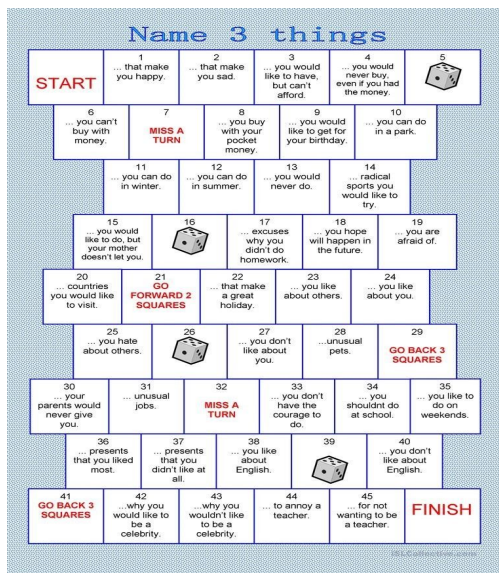 Name 3 things
START
1
... that make
you happy.
2
... that make
you sad.
3
... you would
like to have,
but can't
afford.
4
... you would
never buy,
even if you had
the money.
5
6
... you can't
buy with
money.
7
MISS A
TURN
8
... you buy
with your
pocket
money.
9
... you would
like to get for
your birthday.
10
... you can do
in a park.
11
... you can do
in winter.
12
... you can do
in summer.
13
... you would
never do.
14
... radical
sports you
would like to
try.
15
... you would
like to do, but
your mother
doesn't let you.
16
17
... excuses
why you
didn't do
homework.
18
... you hope
will happen in
the future.
19
... you are
afraid of.
20
... countries
you would like
to visit.
21
GO
FORWARD 2
SQUARES
22
... that make
a great
holiday.
23
... you like
about others.
24
... you like
about you.
25
... you hate
about others.
26
27
... you don't
like about
you.
28
...unusual
pets.
29
GO BACK 3
SQUARES
30
... your
parents would
never give
you.
31
... unusual
jobs.
32
MISS A
TURN
33
... you don't
have the
courage to
do.
34
... you
shouldnt do
at school.
35
... you like to
do on
weekends.
36
... presents
that you liked
most.
37
... presents
that you
didn't like at
all.
38
... you like
about English.
39
40
... you don't
like about
English.
41
GO BACK 3
SQUARES
42
...why you
would like to
be a
celebrity.
43
...why you
wouldn't like
to be a
celebrity.
44
... to annoy a
teacher.
45
... for not
wanting to be
a teacher.
FINISH
iSLCollective.com